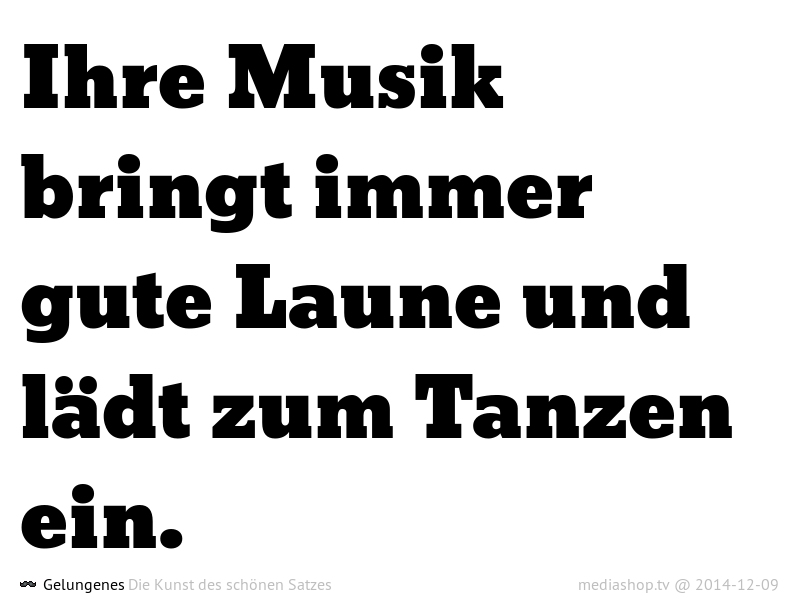 Ihre Musik
bringt immer
gute Laune und
lädt zum Tanzen
ein.
Gelungenes Die Kunst des schönen Satzes
mediashop.tv @ 2014-12-09